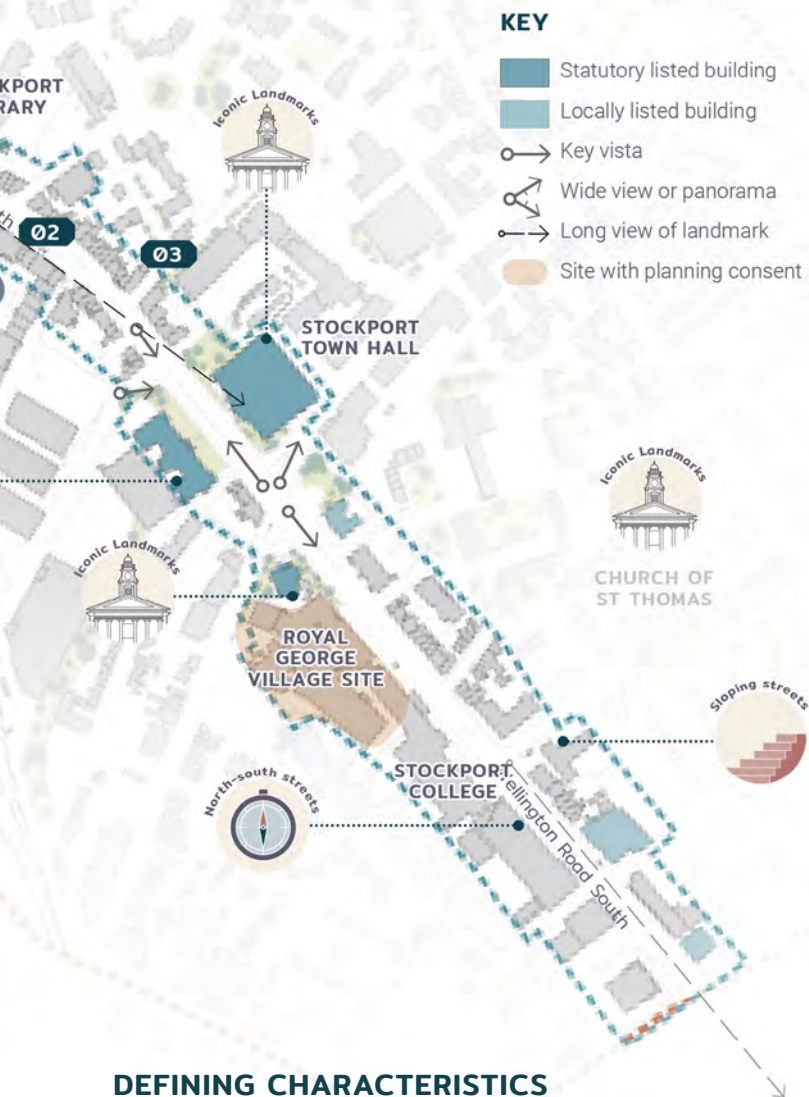 KEY
Statutory listed building
Locally listed building
Key vista
Wide view or panorama
Long view of landmark
Site with planning consent
KPORT
RARY
Iconic Landmarks
th
02
03
STOCKPORT
TOWN HALL
Iconic Landmarks
CHURCH OF
ST THOMAS
Iconic Landmarks
ROYAL
GEORGE
VILLAGE SITE
Sloping streets
North-south streets
STOCKPORT
COLLEGE
ellington Road South
DEFINING CHARACTERISTICS